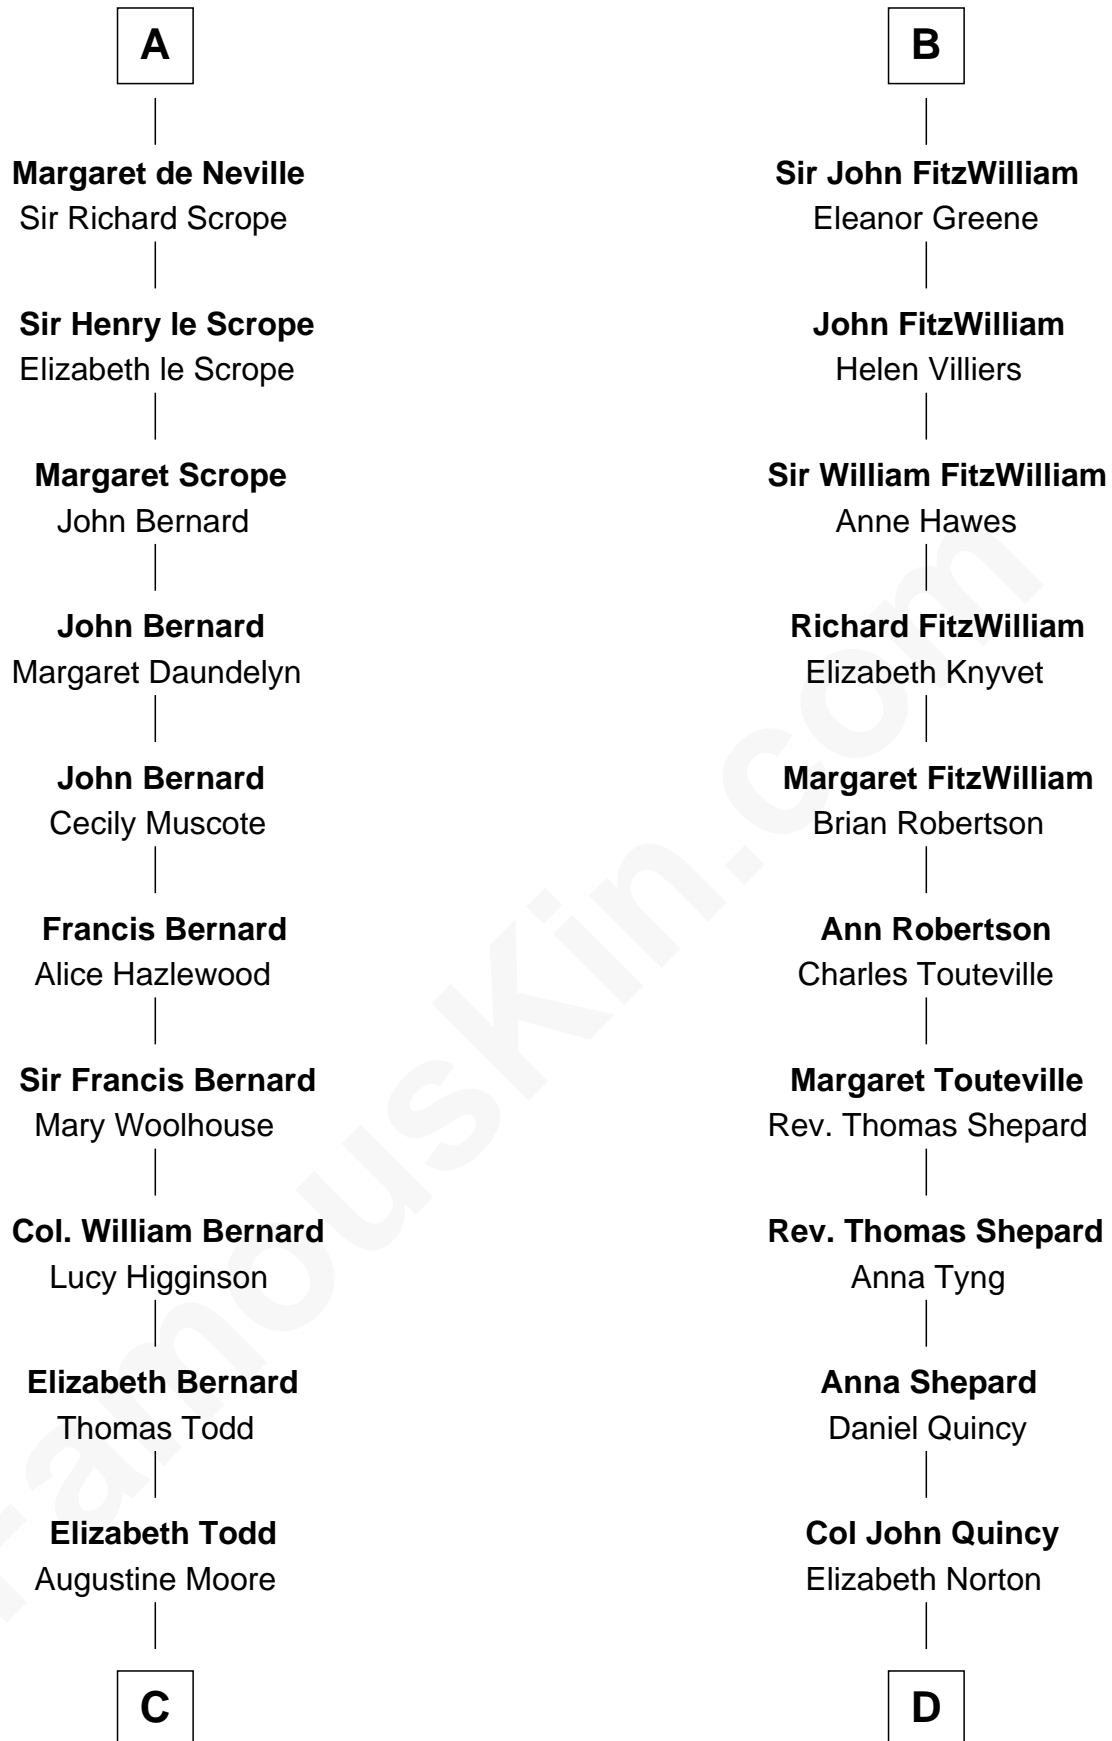 A
Margaret de Neville
Sir Richard Scrope
Sir Henry le Scrope
Elizabeth le Scrope
Margaret Scrope
John Bernard
John Bernard
Margaret Daundelyn
John Bernard
Cecily Muscote
Francis Bernard
Alice Hazlewood
Sir Francis Bernard
Mary Woolhouse
Col. William Bernard
Lucy Higginson
Elizabeth Bernard
Thomas Todd
Elizabeth Todd
Augustine Moore
C
B
Sir John FitzWilliam
Eleanor Greene
John FitzWilliam
Helen Villiers
Sir William FitzWilliam
Anne Hawes
Richard FitzWilliam
Elizabeth Knyvet
Margaret FitzWilliam
Brian Robertson
Ann Robertson
Charles Touteville
Margaret Touteville
Rev. Thomas Shepard
Rev. Thomas Shepard
Anna Tyng
Anna Shepard
Daniel Quincy
Col John Quincy
Elizabeth Norton
D
FamousKin.com